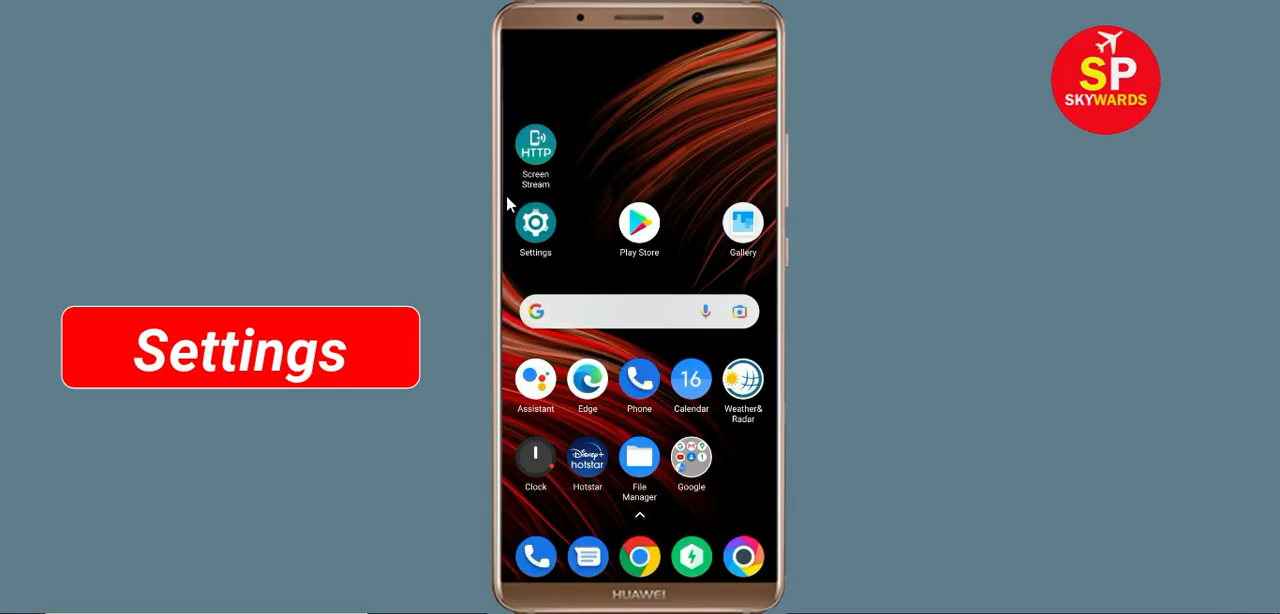 SP
SKYWARDS
HTTP
Screen
Stream
Settings
Play Store
Gallery
Settings
G
16
Assistant
Edge
Phone
Calendar
Weather&
Radar
Disney+
hotstar
Clock
Hotstar
File
Manager
Google
HUAWEI